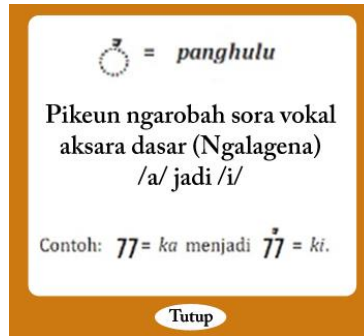 ᮤ = panghulu
Pikeun ngarobah sora vokal
aksara dasar (Ngalagena)
/a/ jadi /i/
Contoh: ᮊ = ka menjadi ᮊᮤ = ki.
Tutup